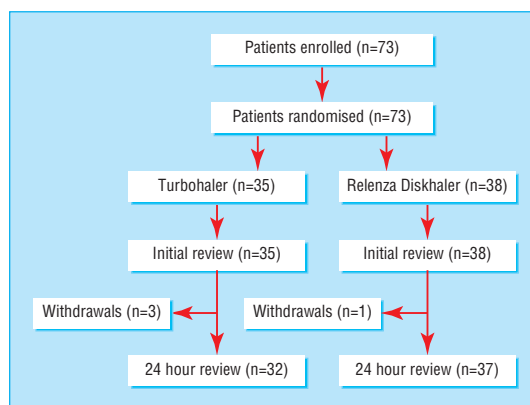 Patients enrolled (n=73)
Patients randomised (n=73)
Turbohaler (n=35)
Relenza Diskhaler (n=38)
Initial review (n=35)
Initial review (n=38)
Withdrawals (n=3)
Withdrawals (n=1)
24 hour review (n=32)
24 hour review (n=37)